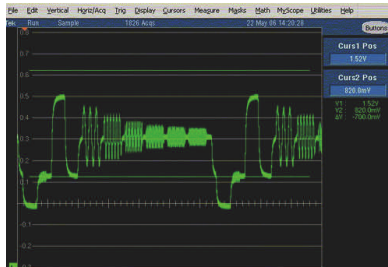 File Edit Vertical Horiz/Acq Trig Display Cursors Measure Masks Math MyScope Utilities Help
Tek Run Sample 1026 Acqs 22 May 06 14:20:28
Buttons
0.8
Curs1 Pos
0.7
1.52V
0.6
Curs2 Pos
820.0mV
0.5
Y1: 1.52V
Y2: 820.0mV
ΔY: -700.0mV
0.4
0.3
0.2
0.1
-0.1
-0.2
-0.3